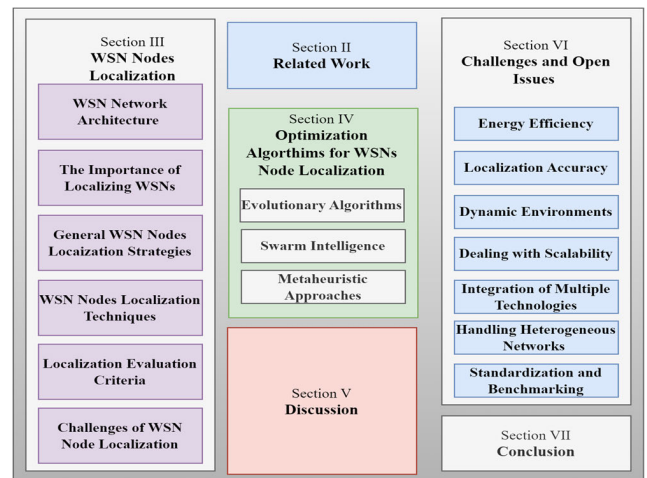 Section III
WSN Nodes
Localization
WSN Network
Architecture
The Importance of
Localizing WSNs
General WSN Nodes
Locaization Strategies
WSN Nodes Localization
Techniques
Localization Evaluation
Criteria
Challenges of WSN
Node Localization
Section II
Related Work
Section IV
Optimization
Algorthims for WSNs
Node Localization
Evolutionary Algorithms
Swarm Intelligence
Metaheuristic
Approaches
Section V
Discussion
Section VI
Challenges and Open
Issues
Energy Efficiency
Localization Accuracy
Dynamic Environments
Dealing with Scalability
Integration of Multiple
Technologies
Handling Heterogeneous
Networks
Standardization and
Benchmarking
Section VII
Conclusion